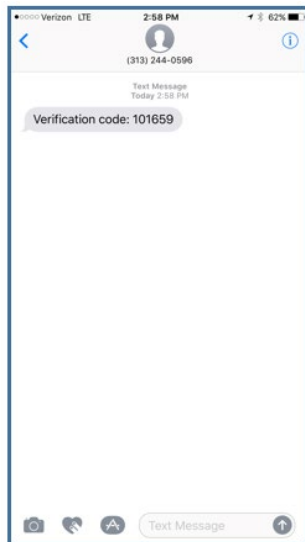 Verizon LTE 2:58 PM 62%
(313) 244-0596
Text Message
Today 2:58 PM
Verification code: 101659
Text Message